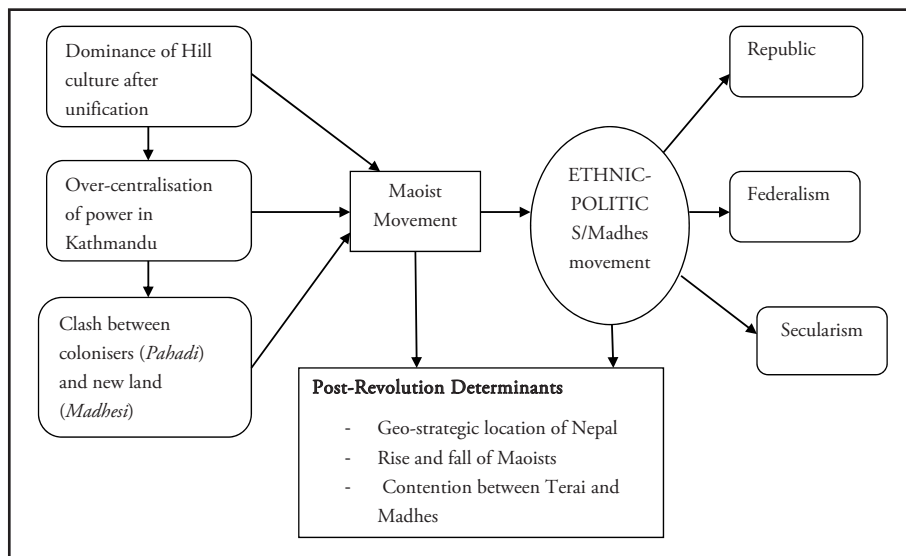 Dominance of Hill
culture after
unification
Over-centralisation
of power in
Kathmandu
Clash between
colonisers (Pahadi)
and new land
(Madhesi)
Maoist
Movement
ETHNIC-
POLITIC
S/Madhes
movement
Republic
Federalism
Secularism
Post-Revolution Determinants
- Geo-strategic location of Nepal
- Rise and fall of Maoists
- Contention between Terai and
Madhes